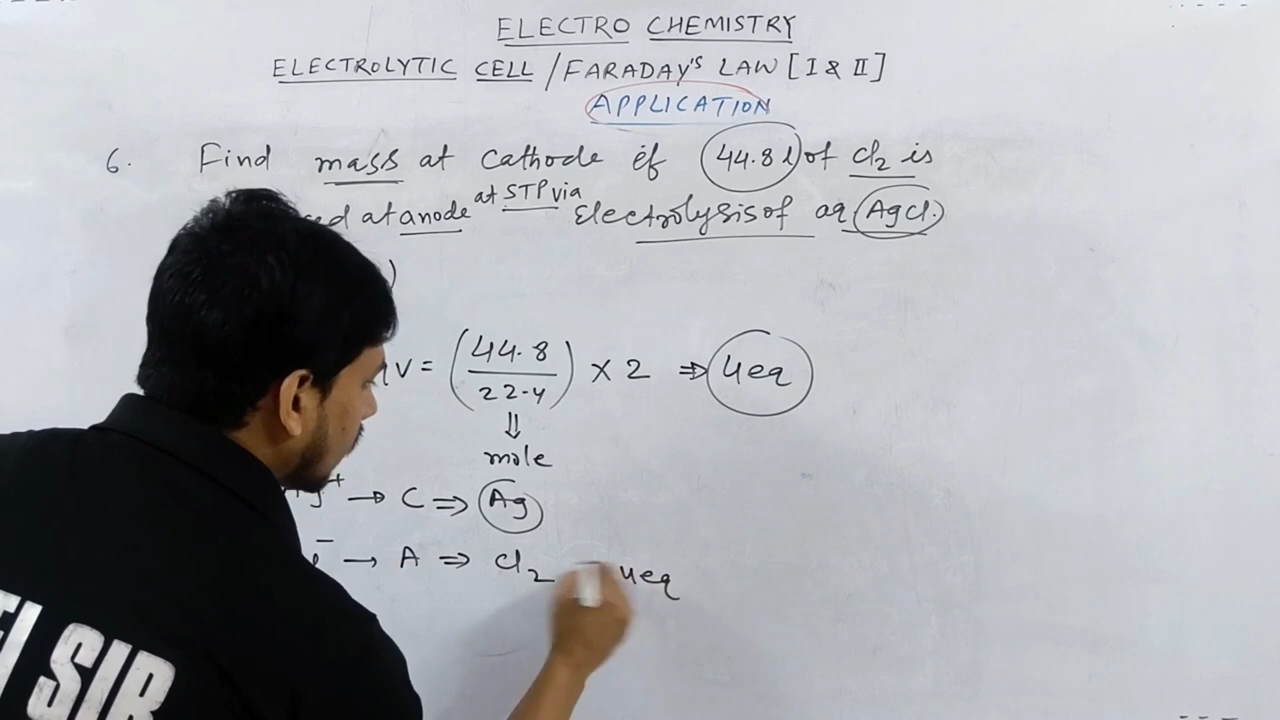 ELECTRO CHEMISTRY
ELECTROLYTIC CELL / FARADAY'S LAW [I & II]
APPLICATION
6. Find mass at cathode if 44.8 l of Cl2 is
at anode at STP via Electrolysis of aq AgCl.
)
V = (44.8 / 22.4) × 2 ⇒ 4eq
⇓
mole
+ → C ⇒ Ag
- → A ⇒ Cl2 4eq
SIR